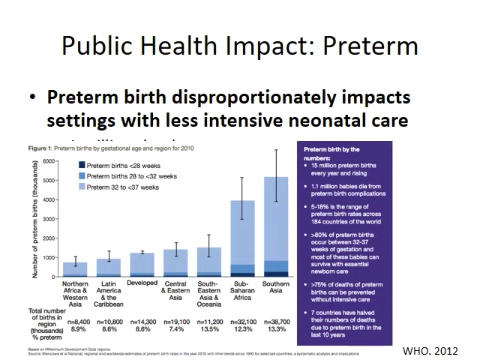 Public Health Impact: Preterm
• Preterm birth disproportionately impacts
settings with less intensive neonatal care
Figure 1: Preterm births by gestational age and region for 2010
Number of preterm births (thousands)
6000
5000
4000
3000
2000
1000
0
Preterm births <28 weeks
Preterm births 28 to <32 weeks
Preterm 32 to <37 weeks
Northern Africa & Western Asia
Latin America & the Caribbean
Developed
Central & Eastern Asia
South-Eastern Asia & Oceania
Sub-Saharan Africa
Southern Asia
Total number of births in region (thousands)
n=8,400
n=10,800
n=14,300
n=19,100
n=11,200
n=32,100
n=38,700
% preterm
8.9%
8.6%
8.6%
7.4%
13.5%
12.3%
13.3%
Preterm birth by the
numbers:
• 15 million preterm births
every year and rising
• 1.1 million babies die from
preterm birth complications
• 5-18% is the range of
preterm birth rates across
184 countries of the world
• >80% of preterm births
occur between 32-37
weeks of gestation and
most of these babies can
survive with essential
newborn care
• >75% of deaths of preterm
births can be prevented
without intensive care
• 7 countries have halved
their numbers of deaths
due to preterm birth in the
last 10 years
Based on Millennium Development Goal regions.
WHO. 2012